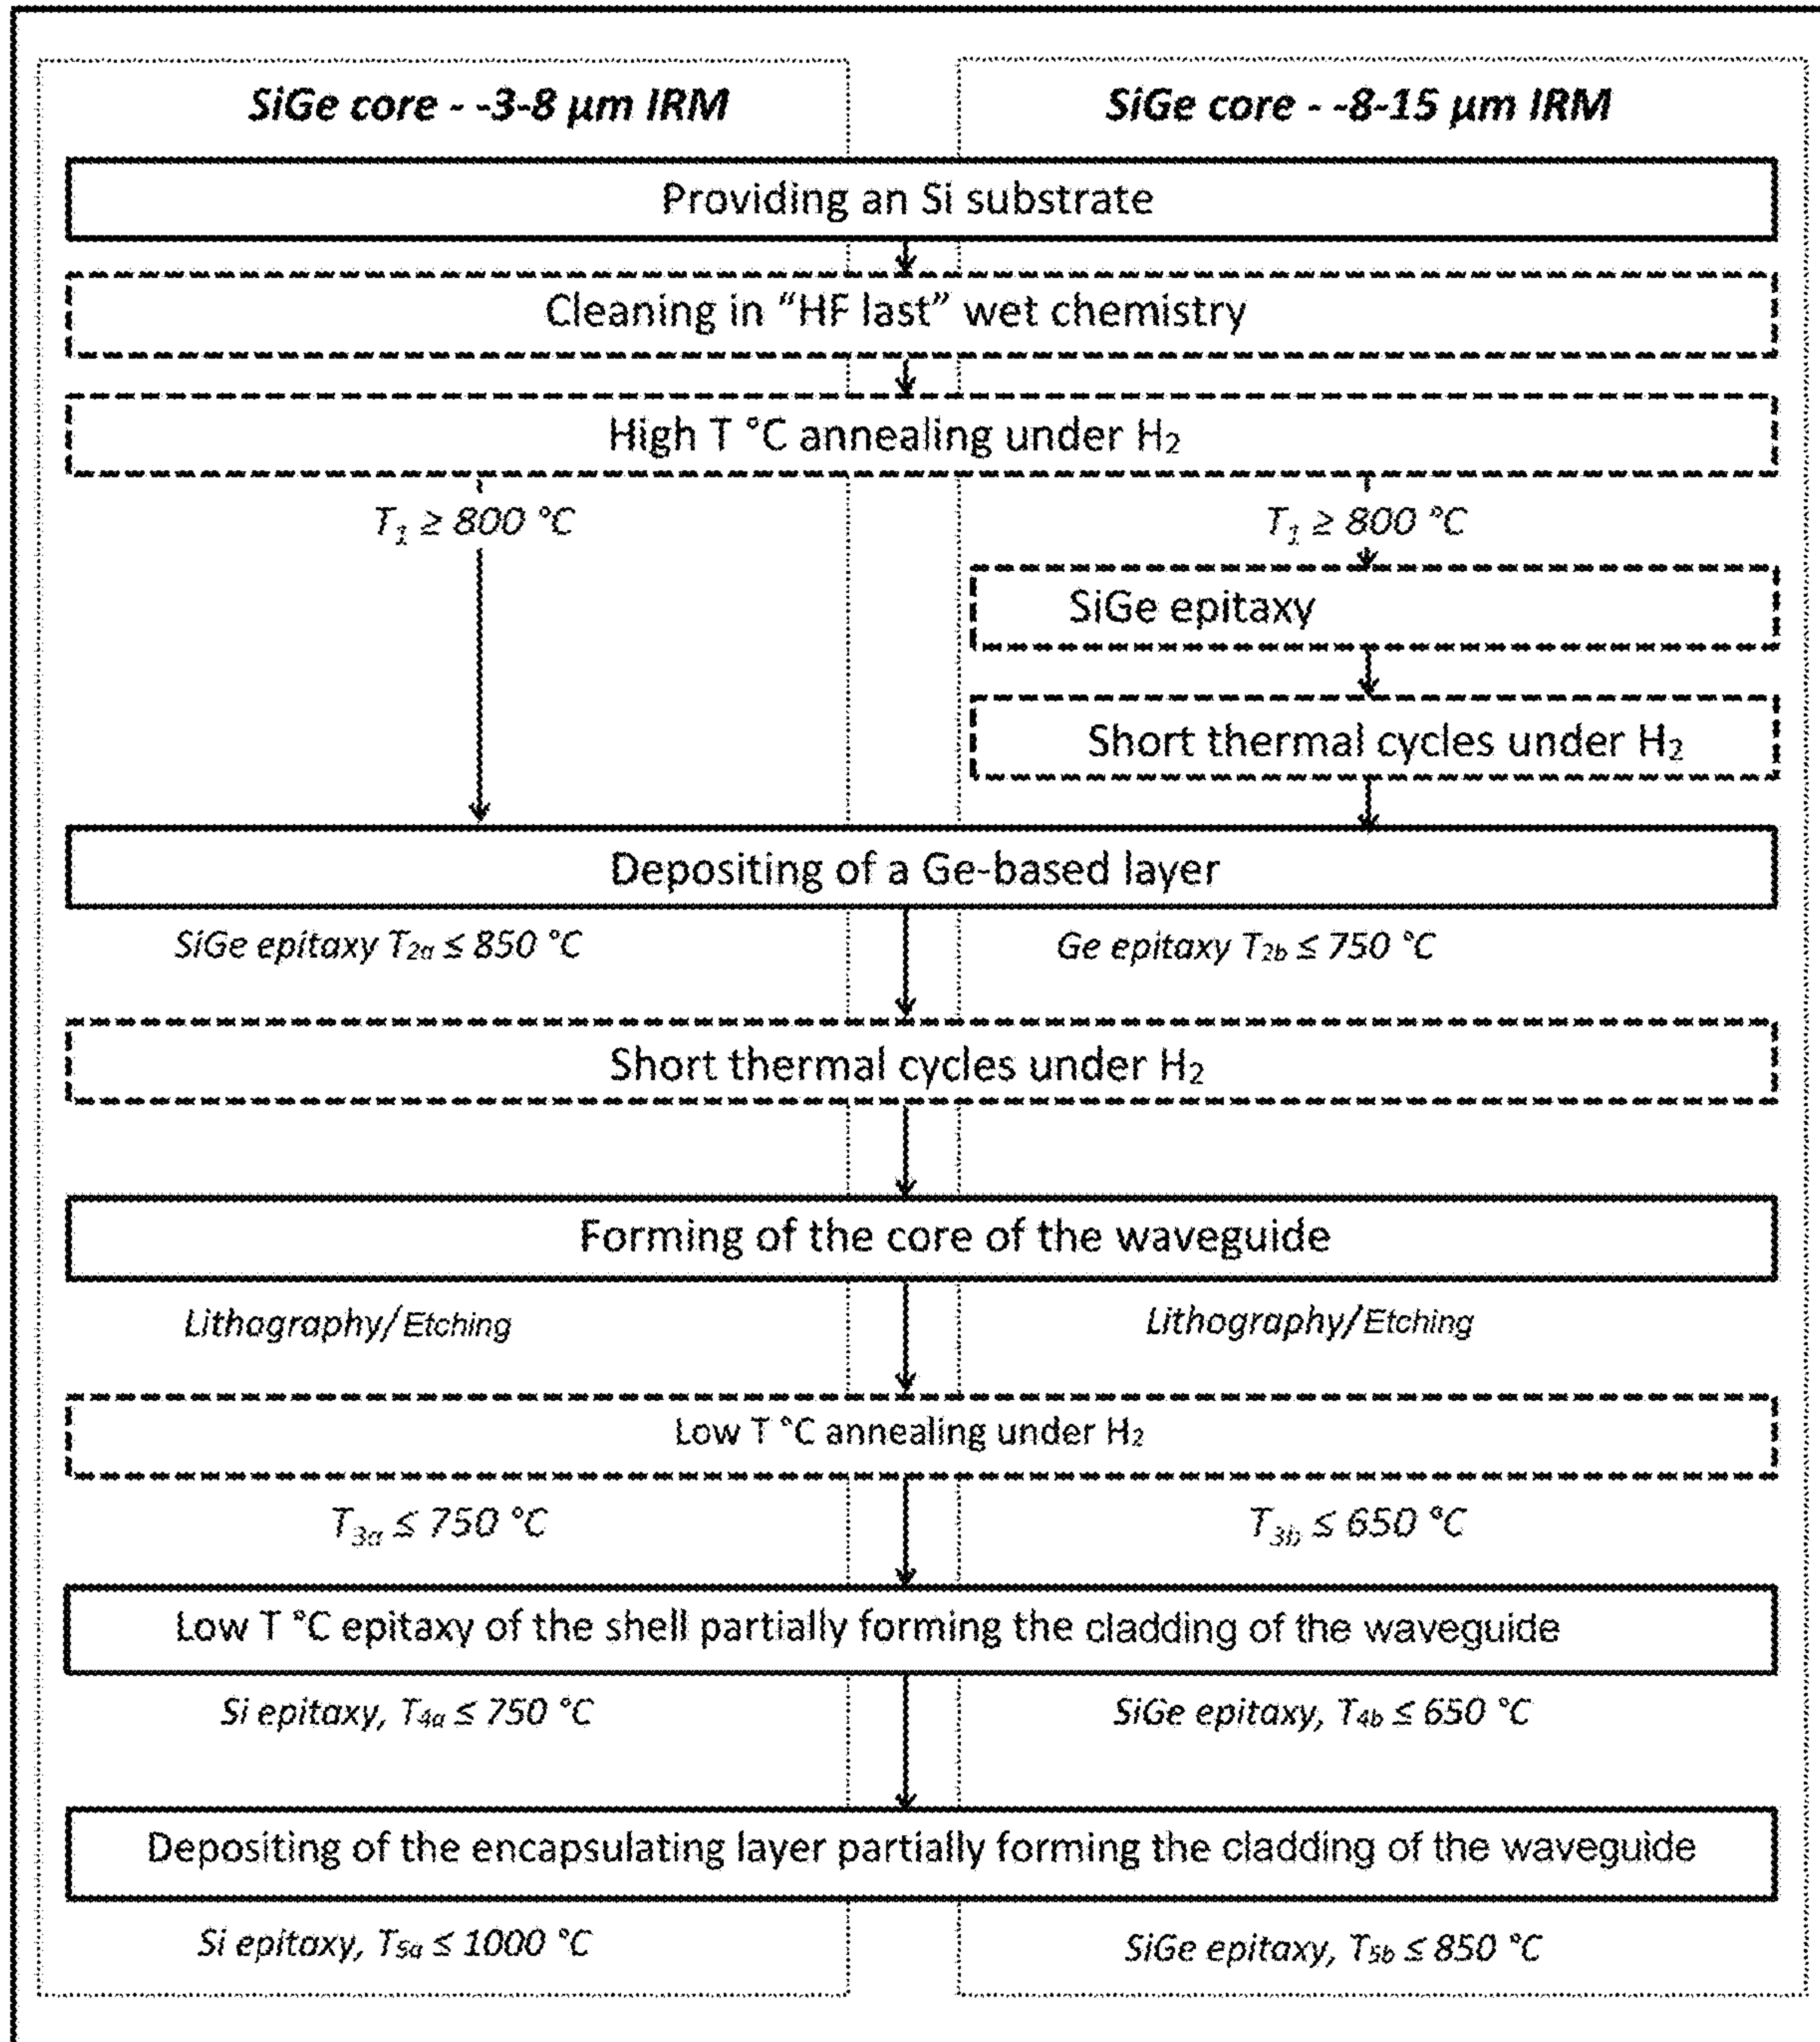 SiGe core - -3-8 µm IRM
SiGe core - -8-15 µm IRM
Providing an Si substrate
Cleaning in “HF last” wet chemistry
High T °C annealing under H₂
T₁ ≥ 800 °C
T₁ ≥ 800 °C
SiGe epitaxy
Short thermal cycles under H₂
Depositing of a Ge-based layer
SiGe epitaxy T2a ≤ 850 °C
Ge epitaxy T2b ≤ 750 °C
Short thermal cycles under H₂
Forming of the core of the waveguide
Lithography/Etching
Lithography/Etching
Low T °C annealing under H₂
T3a ≤ 750 °C
T3b ≤ 650 °C
Low T °C epitaxy of the shell partially forming the cladding of the waveguide
Si epitaxy, T4a ≤ 750 °C
SiGe epitaxy, T4b ≤ 650 °C
Depositing of the encapsulating layer partially forming the cladding of the waveguide
Si epitaxy, T5a ≤ 1000 °C
SiGe epitaxy, T5b ≤ 850 °C